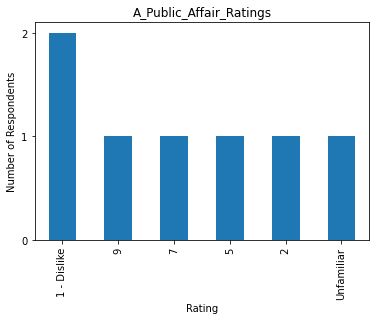 A_Public_Affair_Ratings
Number of Respondents
2
1
0
1 - Dislike
9
7
5
2
Unfamiliar
Rating